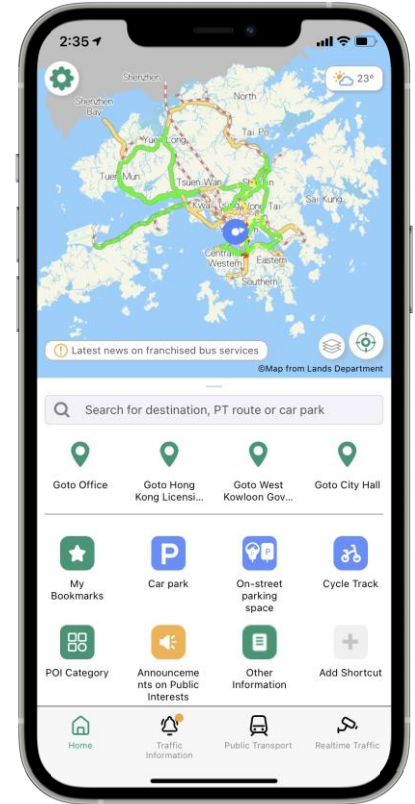 2:35
Shenzhen
23°
Shenzhen
Bay
North
Yuen Long
Tai Po
Tuen Mun
Tsuen Wan
Sha Tin
Sai Kung
Kwai Tsing
Wong Tai
Central
Western
Eastern
Southern
Latest news on franchised bus services
©Map from Lands Department
Search for destination, PT route or car park
Goto Office
Goto Hong
Kong Licensi...
Goto West
Kowloon Gov...
Goto City Hall
My
Bookmarks
P
Car park
P
On-street
parking
space
Cycle Track
POI Category
Announceme
nts on Public
Interests
Other
Information
Add Shortcut
Home
Traffic
Information
Public Transport
Realtime Traffic